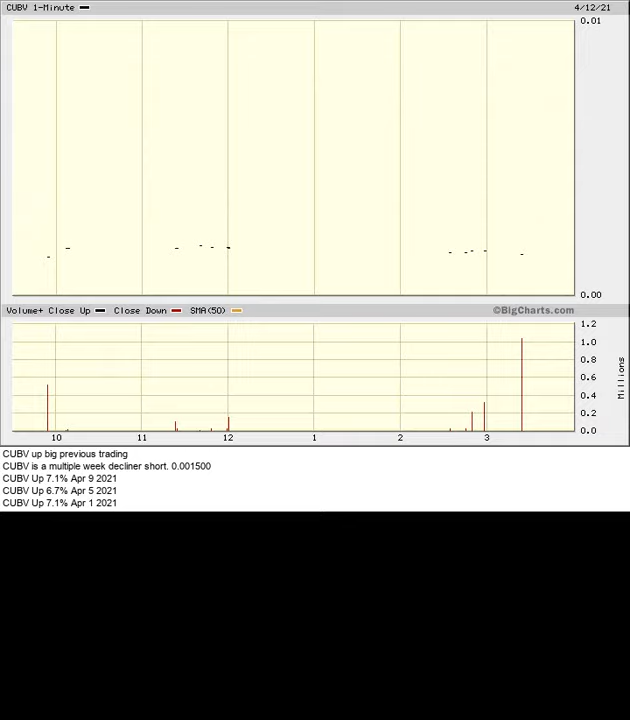 CUBV 1-Minute 4/12/21
0.01
0.00
Volume+ Close Up Close Down SMA(50) ©BigCharts.com
1.2
1.0
0.8
0.6
0.4
0.2
0.0
Millions
10 11 12 1 2 3
CUBV up big previous trading
CUBV is a multiple week decliner short. 0.001500
CUBV Up 7.1% Apr 9 2021
CUBV Up 6.7% Apr 5 2021
CUBV Up 7.1% Apr 1 2021